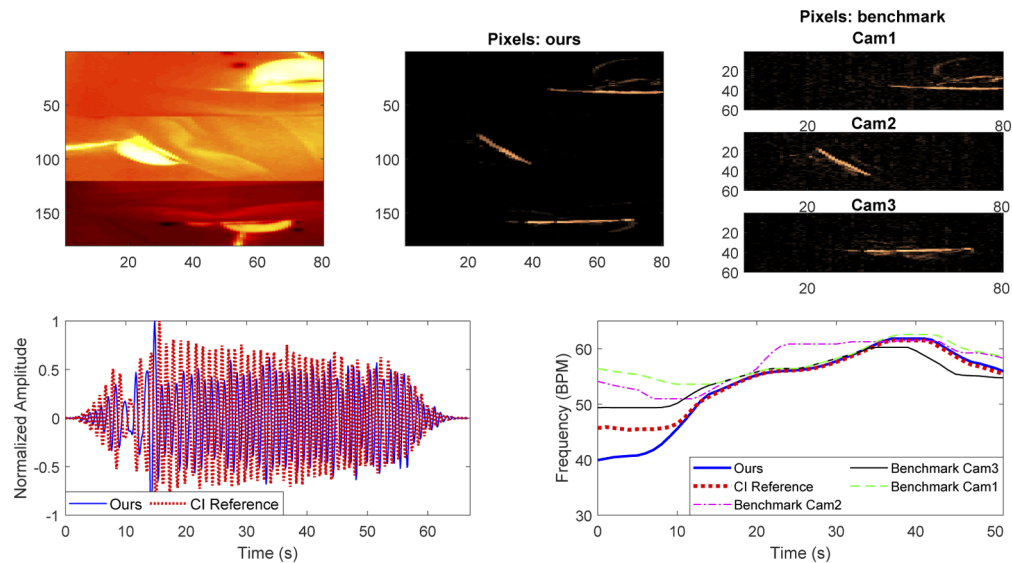 Pixels: benchmark
Pixels: ours
Cam1
50
100
150
20 40 60 80
20 40 60 80
20
40
60
20 80
Cam2
20
40
60
20 80
Cam3
20
40
60
20 80
1
0.5
0
-0.5
-1
Normalized Amplitude
Ours
CI Reference
0 10 20 30 40 50 60
Time (s)
60
50
40
30
Frequency (BPM)
Ours
CI Reference
Benchmark Cam2
Benchmark Cam3
Benchmark Cam1
0 10 20 30 40 50
Time (s)
50
100
150